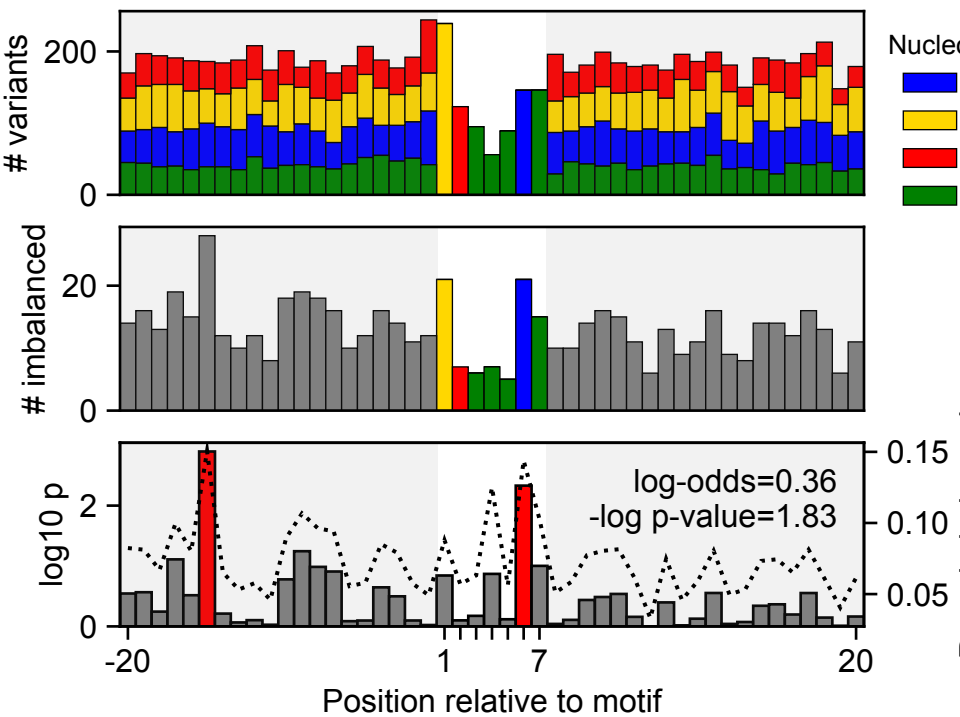 # variants
200
0
Nucleo
# imbalanced
20
0
log10 p
2
0
log-odds=0.36
-log p-value=1.83
0.15
0.10
0.05
-20
1
7
20
Position relative to motif